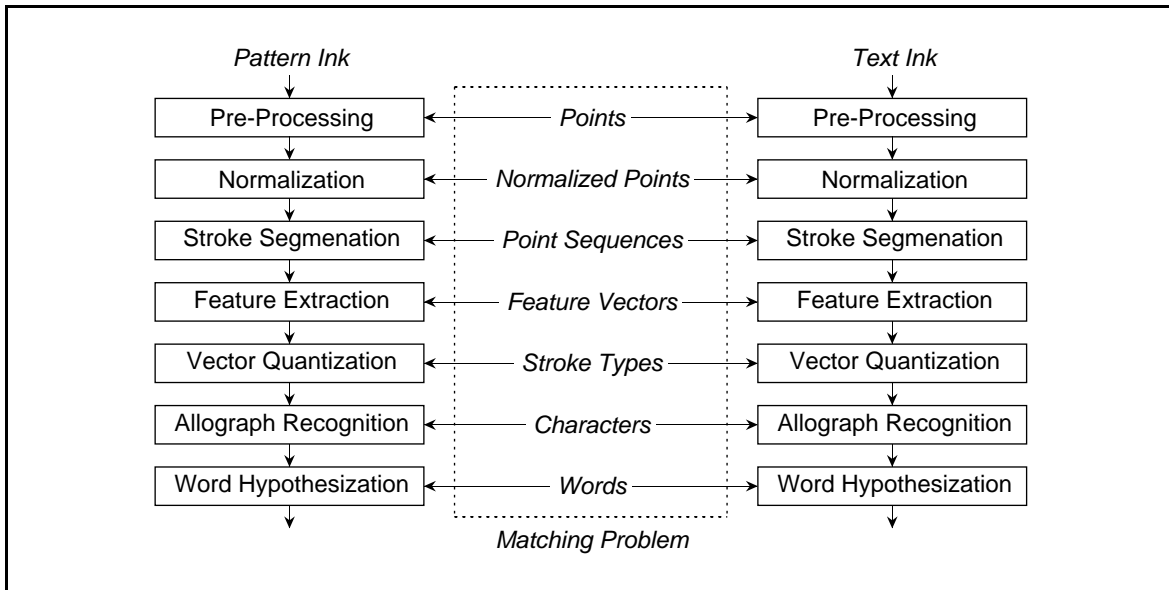 Pattern Ink Text Ink
Pre-Processing Points Pre-Processing
Normalization Normalized Points Normalization
Stroke Segmenation Point Sequences Stroke Segmenation
Feature Extraction Feature Vectors Feature Extraction
Vector Quantization Stroke Types Vector Quantization
Allograph Recognition Characters Allograph Recognition
Word Hypothesization Words Word Hypothesization
Matching Problem